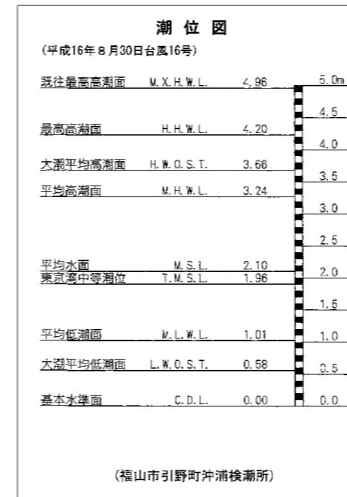 潮位図
(平成16年8月30日台風16号)
既往最高高潮面 M.X.H.W.L. 4.96
最高高潮面 H.H.W.L. 4.20
大潮平均高潮面 H.W.O.S.T. 3.66
平均高潮面 M.H.W.L. 3.24
平均水面 M.S.L. 2.10
東京湾中等潮位 T.M.S.L. 1.96
平均低潮面 M.L.W.L. 1.01
大潮平均低潮面 L.W.O.S.T. 0.58
基本水準面 C.D.L. 0.00
5.0m
4.5
4.0
3.5
3.0
2.5
2.0
1.5
1.0
0.5
0.0
(福山市引野町沖浦検潮所)